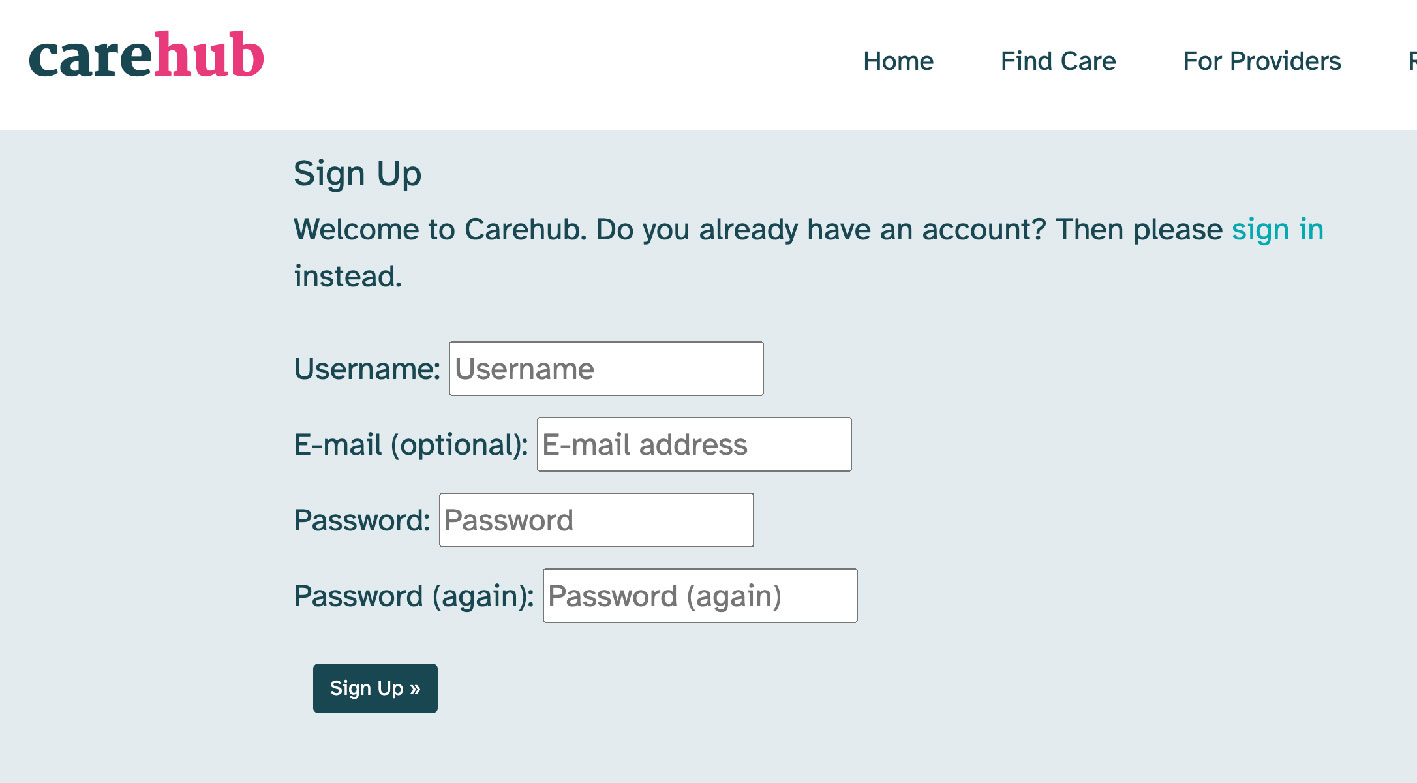 carehub
Home Find Care For Providers
Sign Up
Welcome to Carehub. Do you already have an account? Then please sign in
instead.
Username: Username
E-mail (optional): E-mail address
Password: Password
Password (again): Password (again)
Sign Up »